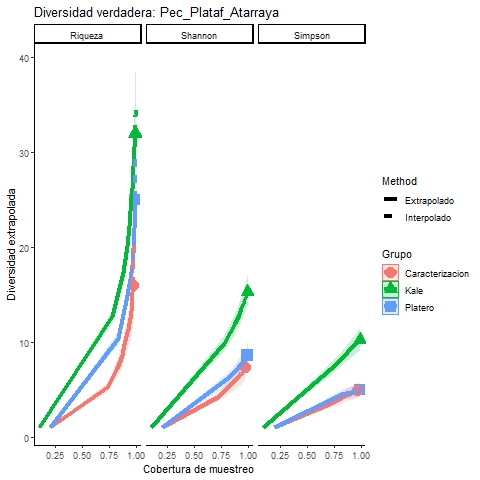 Diversidad verdadera: Pec_Plataf_Atarraya
Riqueza
Shannon
Simpson
Diversidad extrapolada
40
30
20
10
0
0.25 0.50 0.75 1.00
0.25 0.50 0.75 1.00
0.25 0.50 0.75 1.00
Cobertura de muestreo
Method
Extrapolado
Interpolado
Grupo
Caracterizacion
Kale
Platero